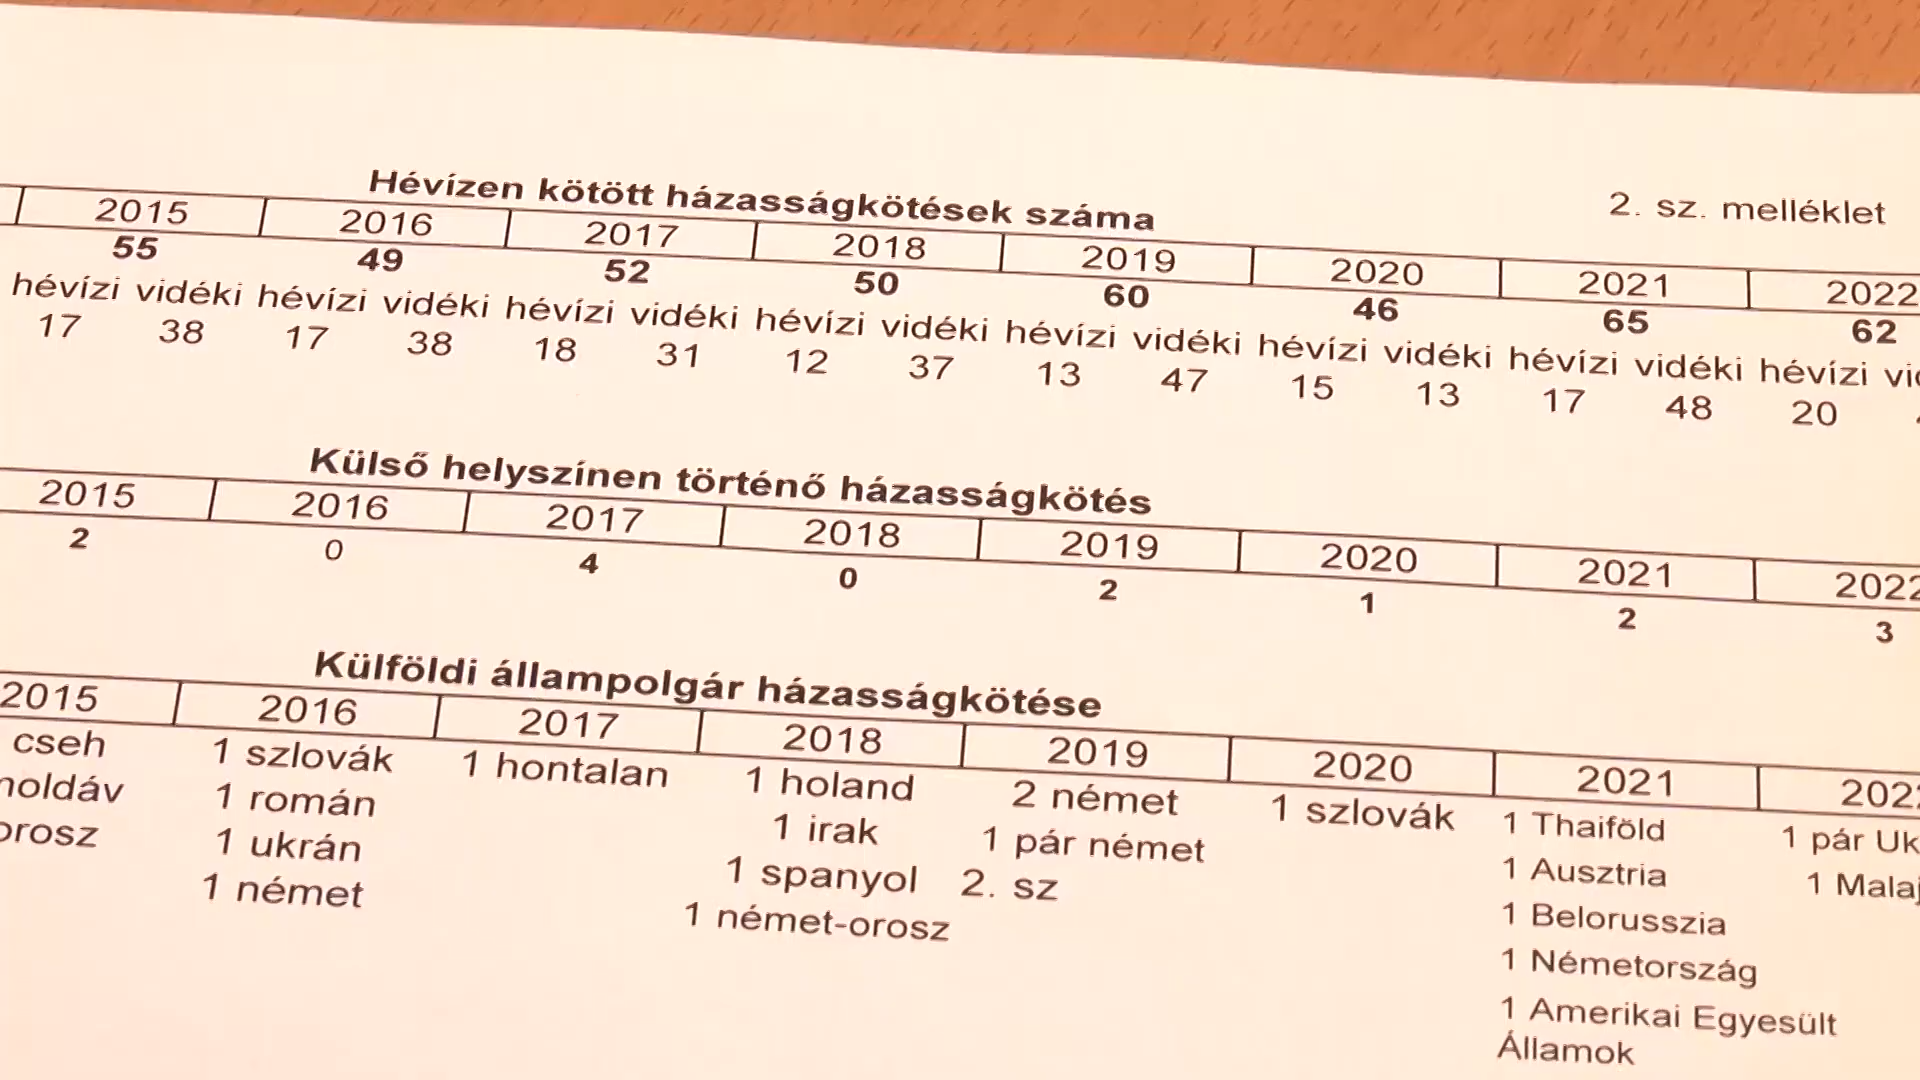 2. sz. melléklet
Hévízen kötött házasságkötések száma
2015 2016 2017 2018 2019 2020 2021 2022
55 49 52 50 60 46 65 62
hévízi vidéki hévízi vidéki hévízi vidéki hévízi vidéki hévízi vidéki hévízi vidéki hévízi vidéki hévízi
17 38 17 38 18 31 12 37 13 47 15 13 17 48 20
Külső helyszínen történő házasságkötés
2015 2016 2017 2018 2019 2020 2021 2022
2 0 4 0 2 1 2 3
Külföldi állampolgár házasságkötése
2015 2016 2017 2018 2019 2020 2021
cseh 1 szlovák 1 hontalan 1 holand 2 német 1 szlovák 1 Thaiföld 1 pár
1 román 1 irak 1 pár német 1 Ausztria 1
orosz 1 ukrán 1 spanyol 2. sz 1 Belorusszia
1 német 1 német-orosz 1 Németország
1 Amerikai Egyesült
Államok